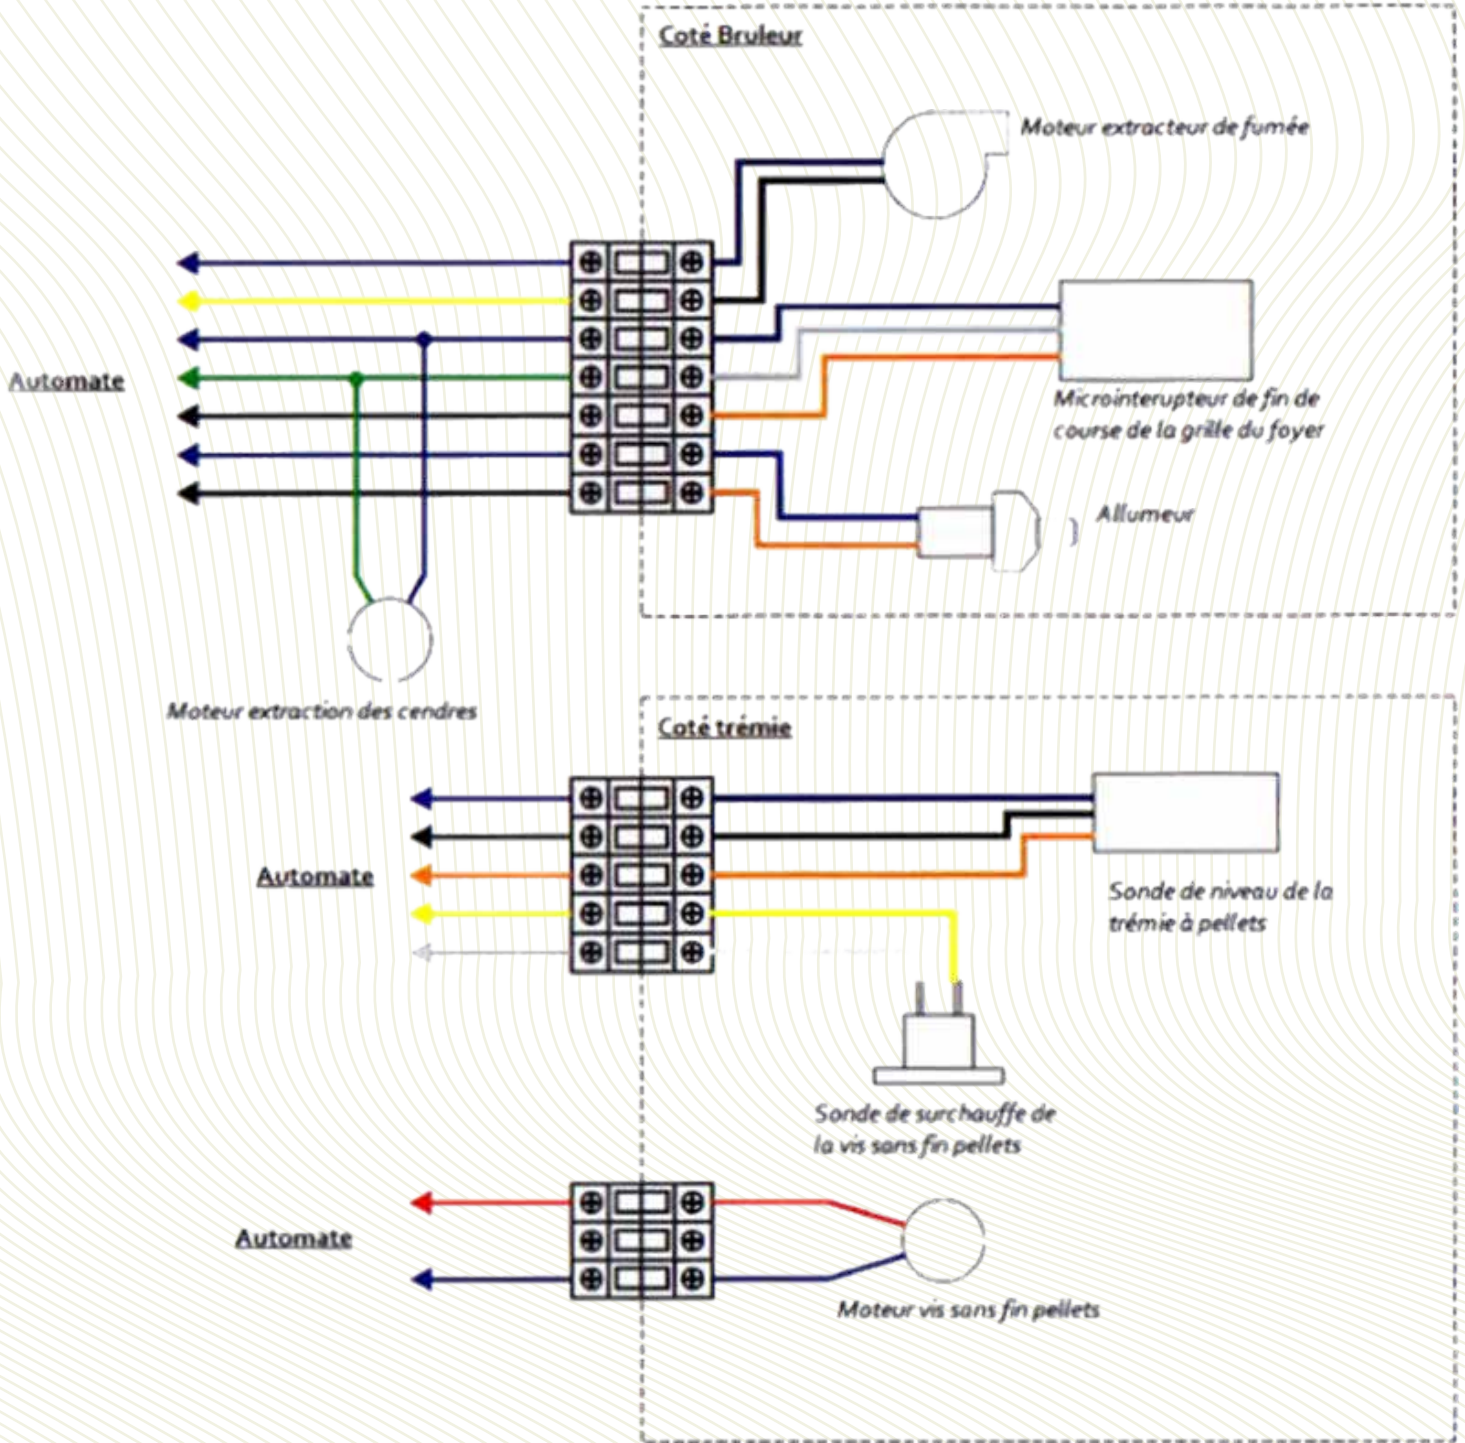 Coté Bruleur
Moteur extracteur de fumée
Automate
Microinterupteur de fin de
course de la grille du foyer
Allumeur
Moteur extraction des cendres
Coté trémie
Automate
Sonde de niveau de la
trémie à pellets
Sonde de surchauffe de
la vis sans fin pellets
Automate
Moteur vis sans fin pellets